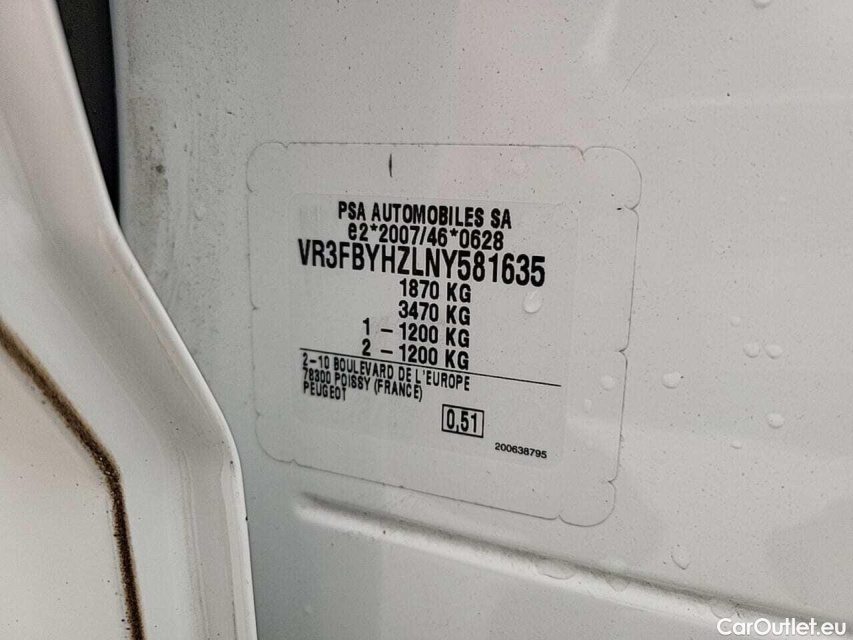 PSA AUTOMOBILES SA
e2*2007/46*0628
VR3FBYHZLNY581635
1870 KG
3470 KG
1 – 1200 KG
2 – 1200 KG
2–10 BOULEVARD DE L'EUROPE
78300 POISSY (FRANCE)
PEUGEOT
0,51
200638795
CarOutlet.eu